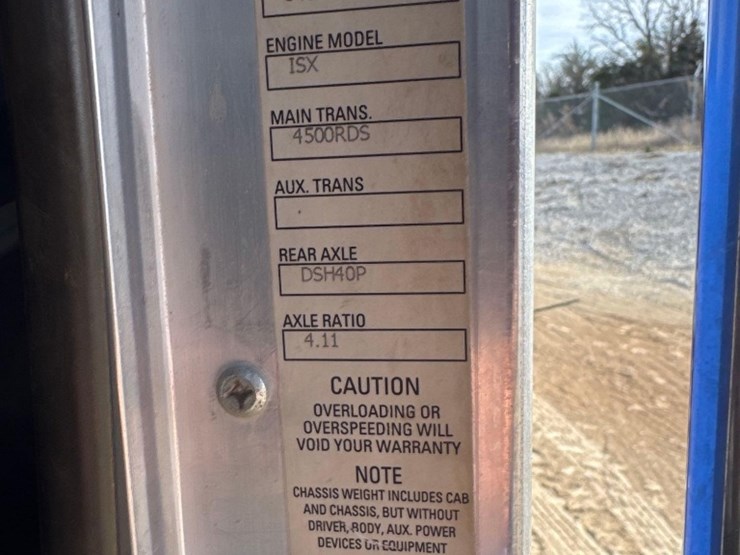 ENGINE MODEL
ISX
MAIN TRANS.
4500RDS
AUX. TRANS
REAR AXLE
DSH40P
AXLE RATIO
4.11
CAUTION
OVERLOADING OR
OVERSPEEDING WILL
VOID YOUR WARRANTY
NOTE
CHASSIS WEIGHT INCLUDES CAB
AND CHASSIS, BUT WITHOUT
DRIVER, BODY, AUX. POWER
DEVICES OR EQUIPMENT